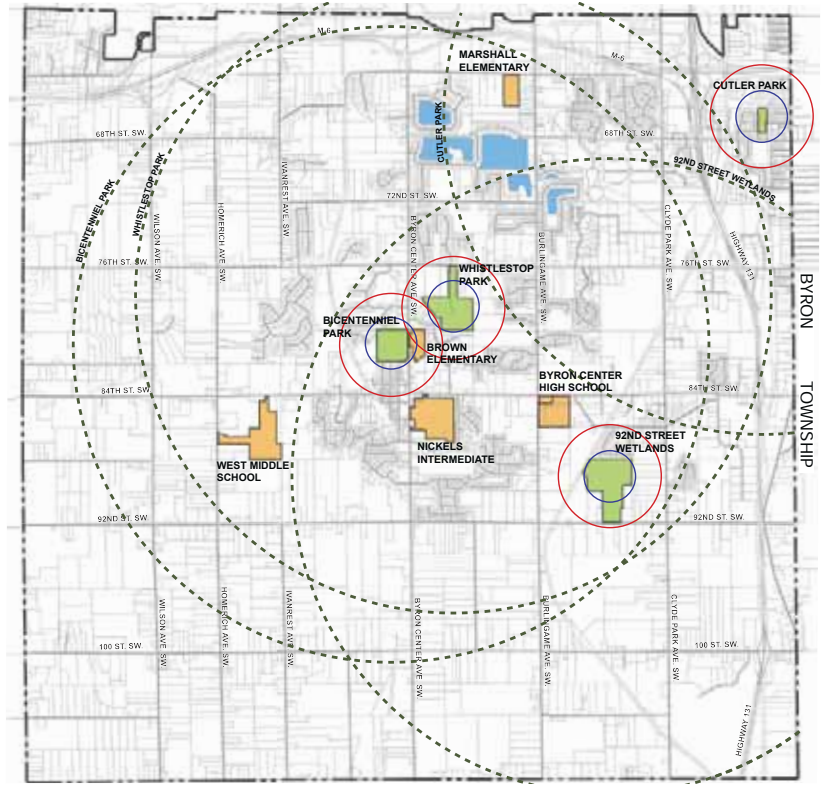 M-6
M-6
MARSHALL
ELEMENTARY
CUTLER PARK
CUTLER PARK
68TH ST. SW.
68TH ST. SW.
92ND STREET WETLANDS
BICENTENNIEL PARK
WHISTLESTOP PARK
IVANREST AVE. SW.
72ND ST. SW.
WILSON AVE. SW.
HOMERICH AVE. SW.
BYRON CENTER AVE. SW.
BURLINGAME AVE. SW.
CLYDE PARK AVE. SW.
HIGHWAY 131
76TH ST. SW.
76TH ST. SW.
WHISTLESTOP
PARK
BYRON TOWNSHIP
BICENTENNIEL
PARK
BROWN
ELEMENTARY
BYRON CENTER
HIGH SCHOOL
84TH ST. SW.
84TH ST. SW.
92ND STREET
WETLANDS
NICKELS
INTERMEDIATE
WEST MIDDLE
SCHOOL
92ND ST. SW.
92ND ST. SW.
WILSON AVE. SW.
HOMERICH AVE. SW.
IVANREST AVE. SW.
BYRON CENTER AVE. SW.
BURLINGAME AVE. SW.
CLYDE PARK AVE. SW.
100 ST. SW.
100 ST. SW.
HIGHWAY 131